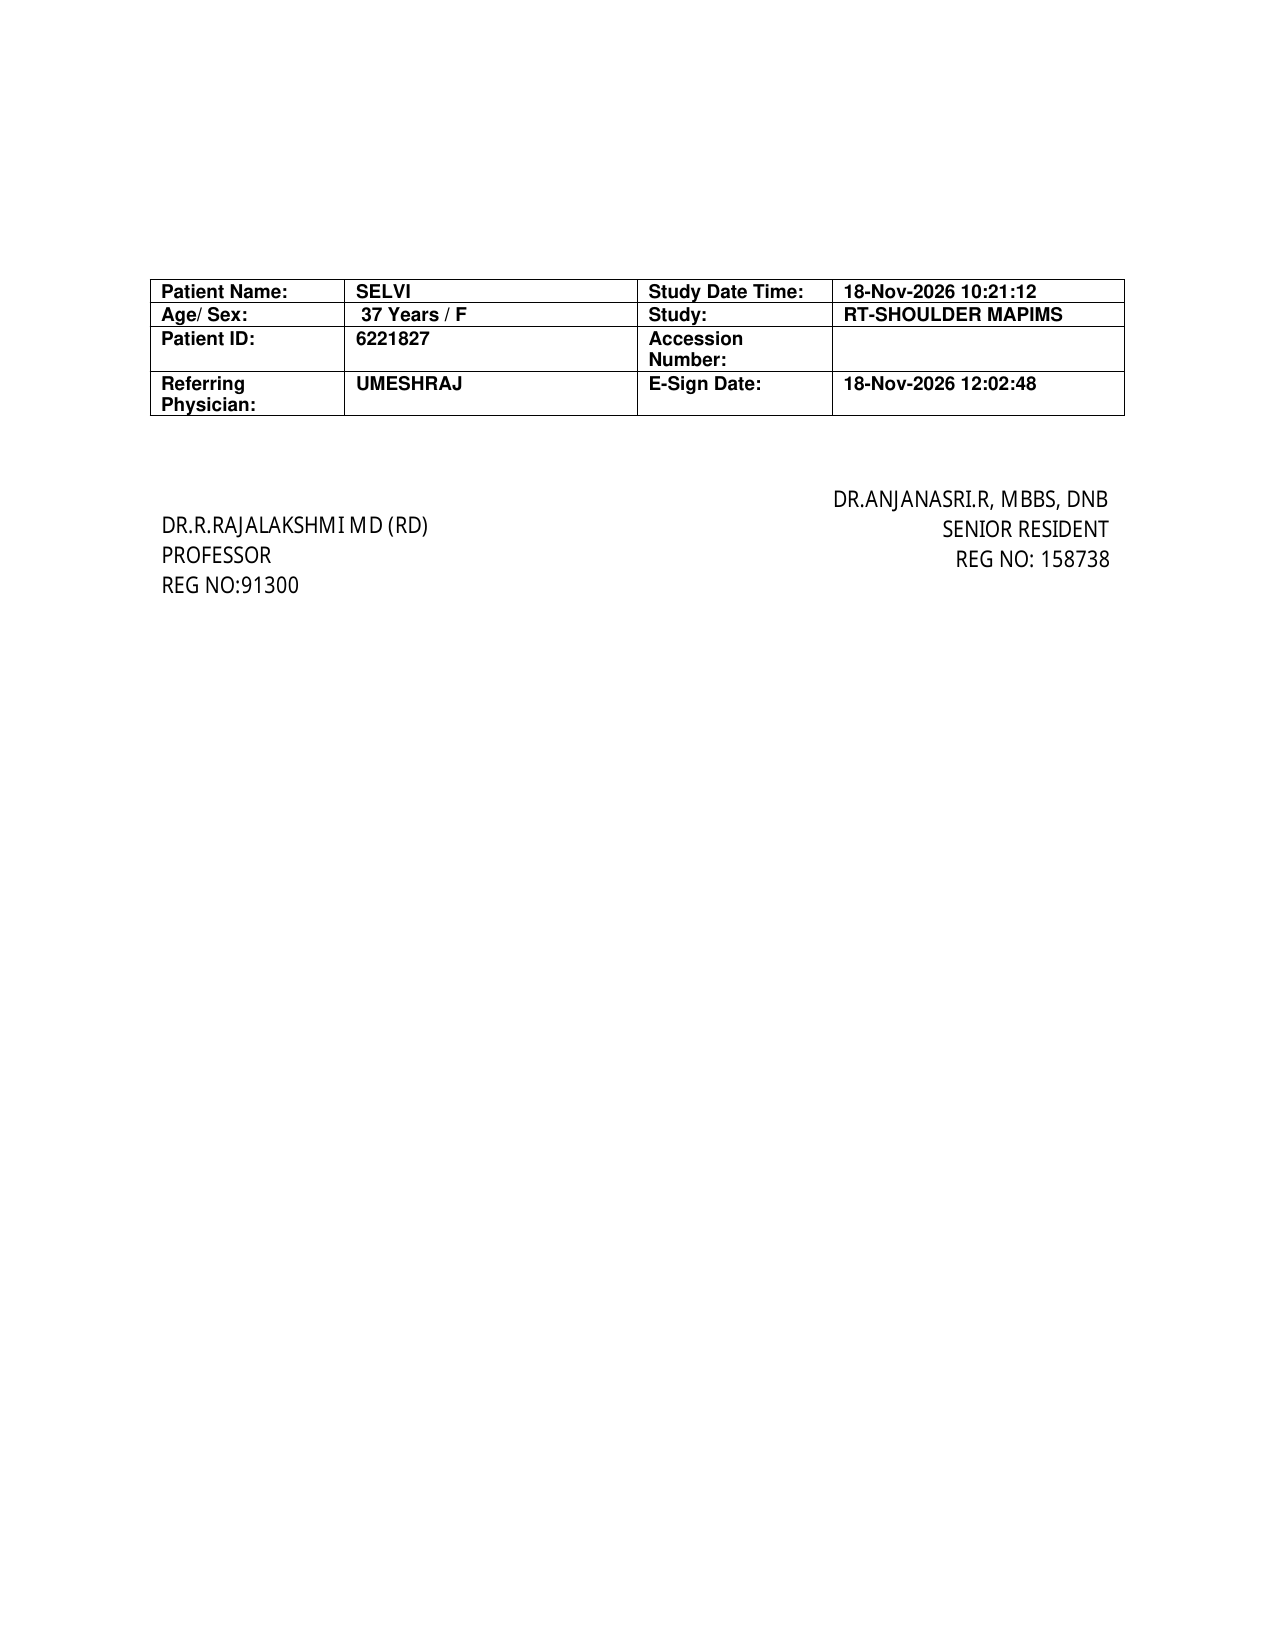 Patient Name: SELVI Study Date Time: 18-Nov-2026 10:21:12
Age/ Sex: 37 Years / F Study: RT-SHOULDER MAPIMS
Patient ID: 6221827 Accession
Number:
Referring UMESHRAJ E-Sign Date: 18-Nov-2026 12:02:48
Physician:
DR.ANJANASRI.R, MBBS, DNB
SENIOR RESIDENT
REG NO: 158738
DR.R.RAJALAKSHMI MD (RD)
PROFESSOR
REG NO:91300